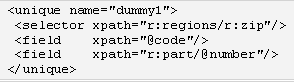 <unique name="dummy1">
 <selector xpath="r:regions/r:zip"/>
 <field    xpath="@code"/>
 <field    xpath="r:part/@number"/>
</unique>